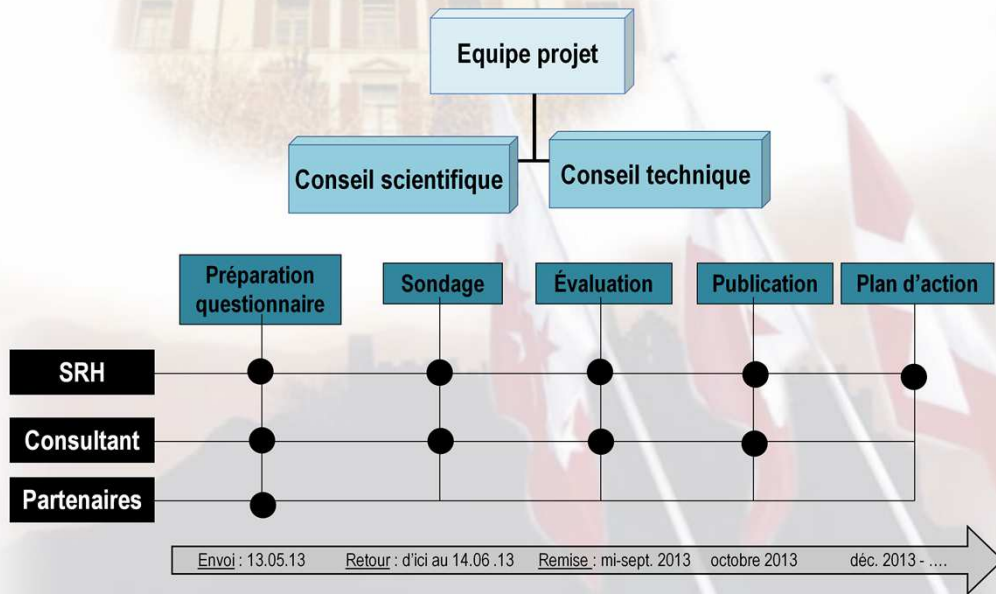 Equipe projet
Conseil scientifique
Conseil technique
Préparation
questionnaire
Sondage
Évaluation
Publication
Plan d'action
SRH
Consultant
Partenaires
Envoi : 13.05.13 Retour : d'ici au 14.06 .13 Remise : mi-sept. 2013 octobre 2013 déc. 2013 - ....